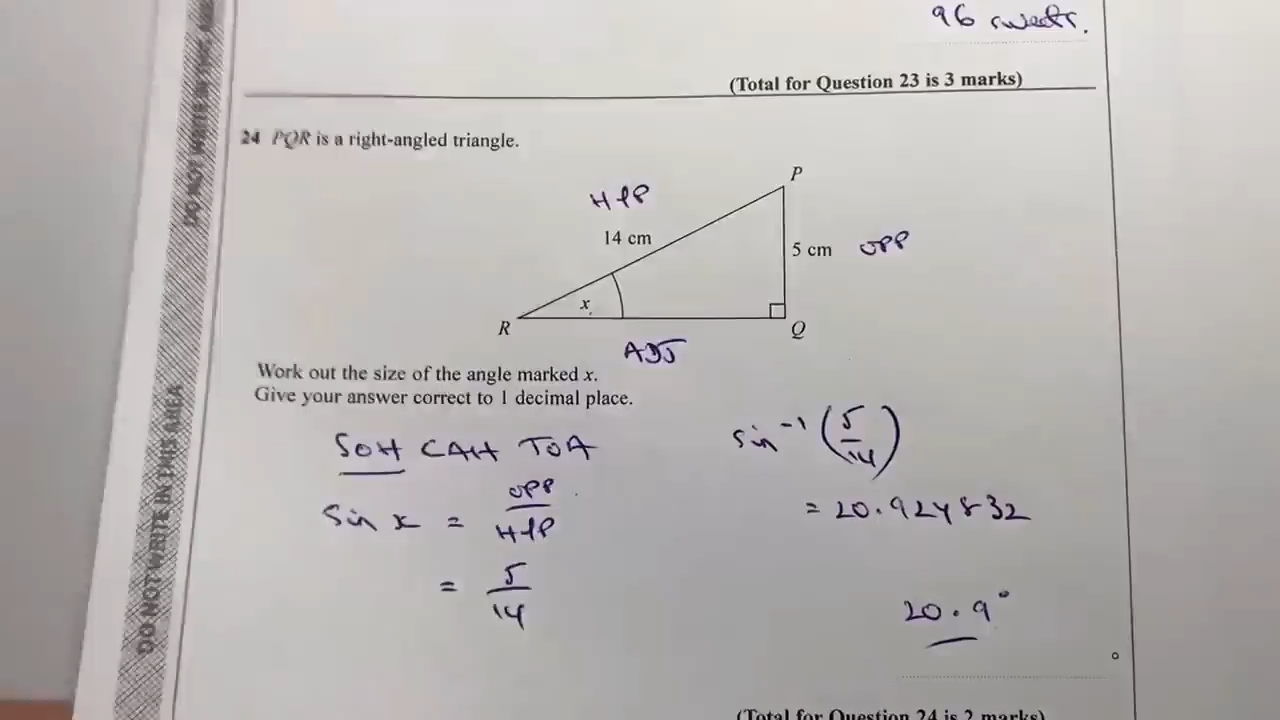 96 sweets.
(Total for Question 23 is 3 marks)
24 PQR is a right-angled triangle.
P
HYP
14 cm
5 cm OPP
x
R
Q
ADJ
Work out the size of the angle marked x.
Give your answer correct to 1 decimal place.
SOH CAH TOA
sin x = OPP/HYP
= 5/14
sin⁻¹ (5/14)
= 20.924832
20.9°
°
(Total for Question 24 is 2 marks)
DO NOT WRITE IN THIS AREA
DO NOT WRITE IN THIS